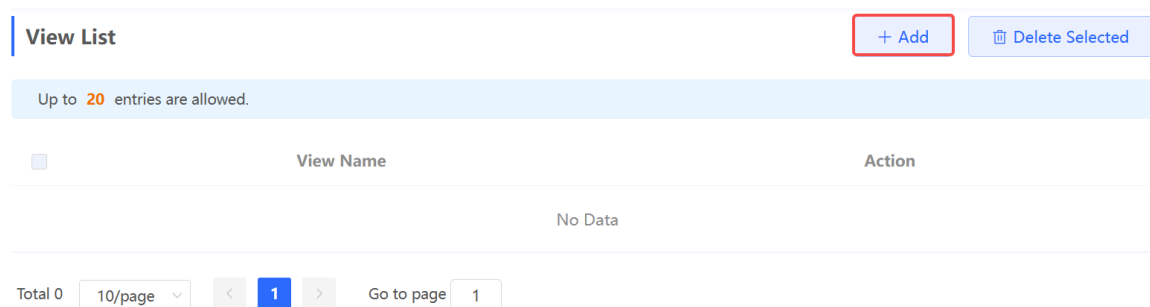 View List + Add Delete Selected
Up to 20 entries are allowed.
View Name Action
No Data
Total 0 10/page < 1 > Go to page 1